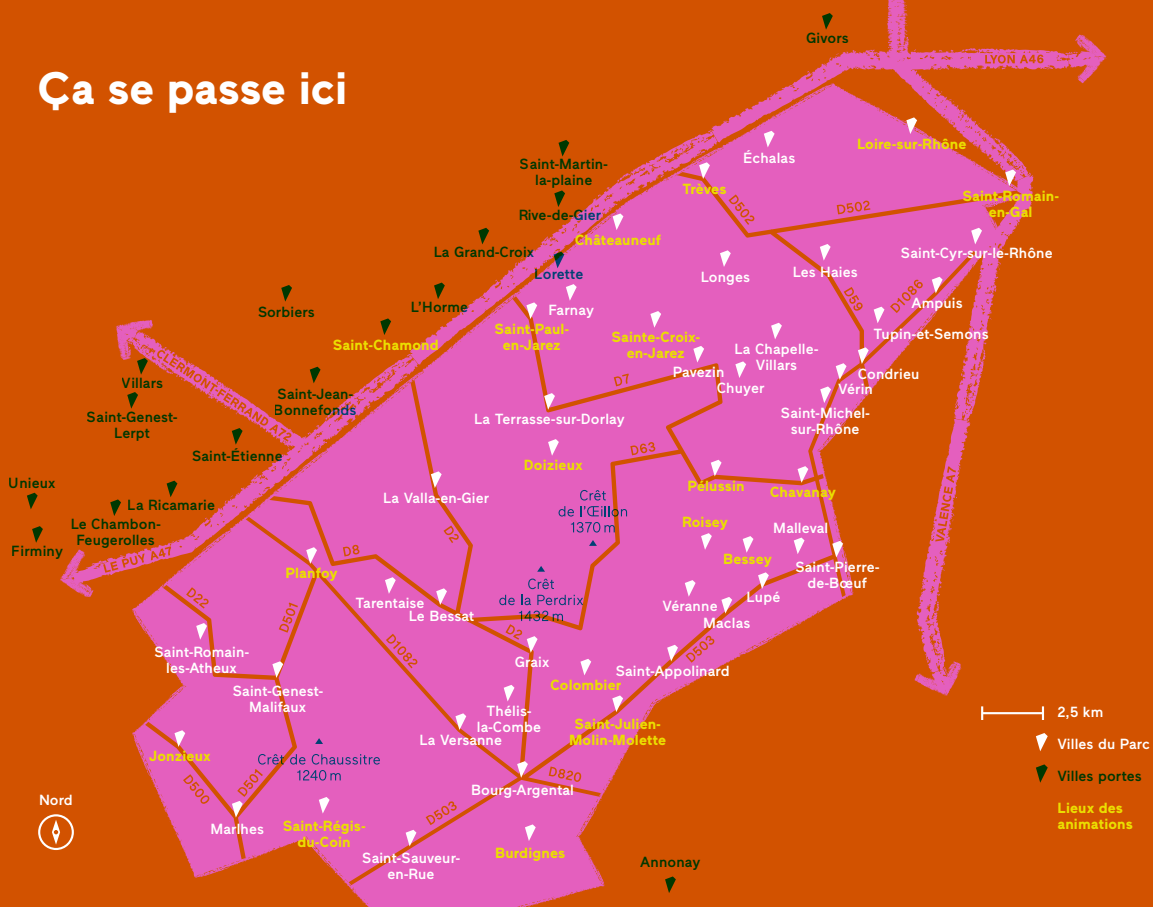 Ça se passe ici
Givors
LYON A46
Échalas
Loire-sur-Rhône
Saint-Martin-
la-plaine
Trèves
Saint-Romain-
en-Gal
Rive-de-Gier
D502
D502
Châteauneuf
La Grand-Croix
Saint-Cyr-sur-le-Rhône
Lorette
Longes
Les Haies
Sorbiers
L'Horme
Farnay
D59
D1086
Ampuis
Saint-Chamond
Saint-Paul-
en-Jarez
Sainte-Croix-
en-Jarez
La Chapelle-
Villars
Tupin-et-Semons
CLERMONT-FERRAND A72
Villars
Saint-Jean-
Bonnefonds
D7
Pavezin
Chuyer
Condrieu
Vérin
Saint-Genest-
Lerpt
La Terrasse-sur-Dorlay
Saint-Michel-
sur-Rhône
Saint-Étienne
Doizieux
D63
Unieux
La Ricamarie
La Valla-en-Gier
Pélussin
Chavanay
VALENCE A7
Le Chambon-
Feugerolles
Crêt
de l'Œillon
1370 m
Roisey
Malleval
Firminy
LE PUY A47
D8
D2
Bessey
Saint-Pierre-
de-Bœuf
Planfoy
Crêt
de la Perdrix
1432 m
D22
D501
Tarentaise
Le Bessat
Véranne
Lupé
Maclas
D1082
D2
D503
Saint-Romain-
les-Atheux
Graix
Saint-Appolinard
Saint-Genest-
Malifaux
Colombier
Thélis-
la-Combe
Saint-Julien-
Molin-Molette
2,5 km
La Versanne
Villes du Parc
Jonzieux
Crêt de Chaussitre
1240 m
D500
D501
Bourg-Argental
D820
Villes portes
Nord
Marlhes
Saint-Régis-
du-Coin
D503
Lieux des
animations
Saint-Sauveur-
en-Rue
Burdignes
Annonay